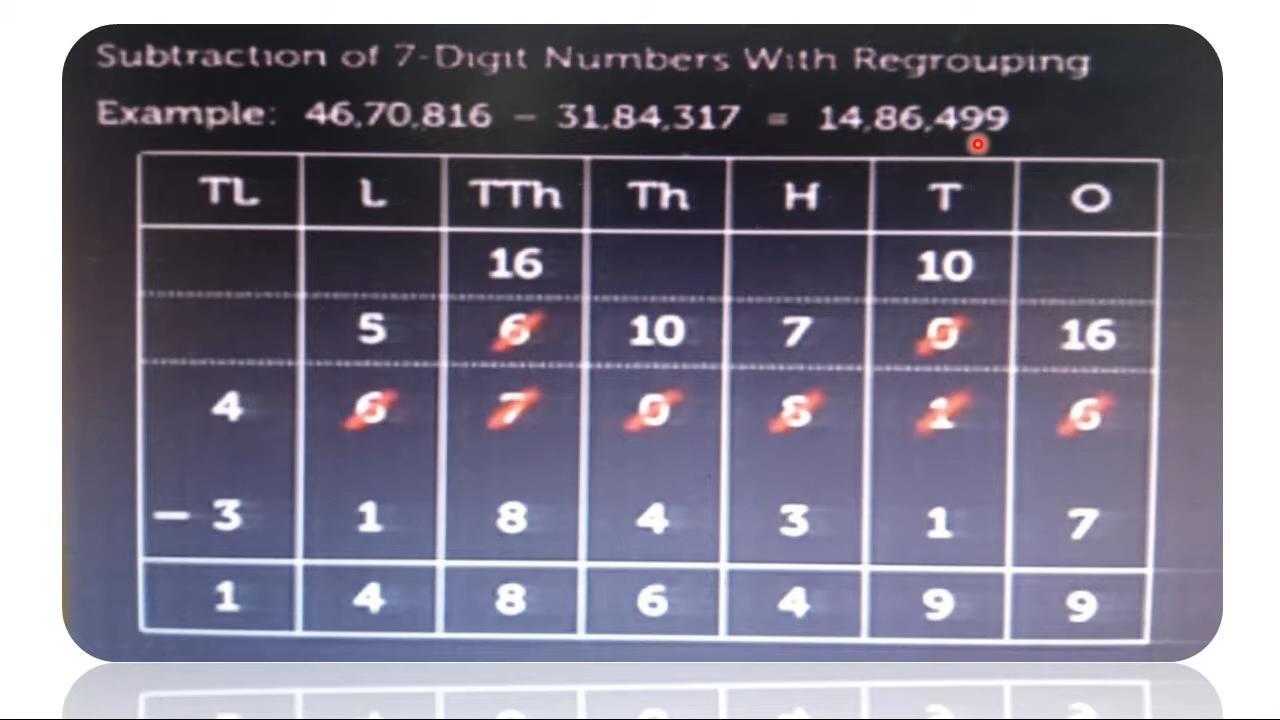 Subtraction of 7-Digit Numbers With Regrouping
Example: 46,70,816 – 31,84,317 = 14,86,499
TL L TTh Th H T O
16 10
5 6 10 7 0 16
4 6 7 0 8 1 6
– 3 1 8 4 3 1 7
1 4 8 6 4 9 9